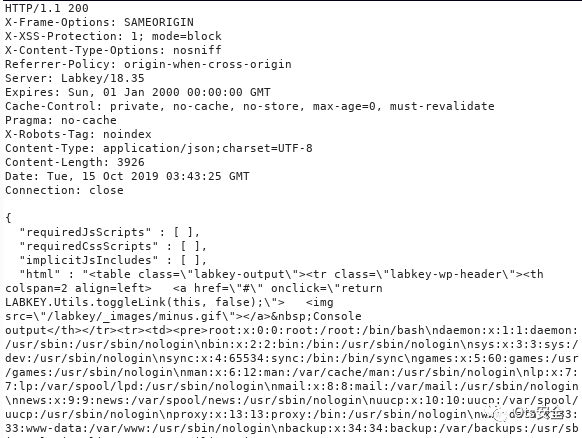 HTTP/1.1 200
X-Frame-Options: SAMEORIGIN
X-XSS-Protection: 1; mode=block
X-Content-Type-Options: nosniff
Referrer-Policy: origin-when-cross-origin
Server: Labkey/18.35
Expires: Sun, 01 Jan 2000 00:00:00 GMT
Cache-Control: private, no-cache, no-store, max-age=0, must-revalidate
Pragma: no-cache
X-Robots-Tag: noindex
Content-Type: application/json;charset=UTF-8
Content-Length: 3926
Date: Tue, 15 Oct 2019 03:43:25 GMT
Connection: close
{
"requiredJsScripts" : [ ],
"requiredCssScripts" : [ ],
"implicitJsIncludes" : [ ],
"html" : "<table class=\"labkey-output\"><tr class=\"labkey-wp-header\"><th
colspan=2 align=left>   <a href=\"#\" onclick=\"return
LABKEY.Utils.toggleLink(this, false);\">   <img
src=\"/labkey/_images/minus.gif\"></a>&nbsp;Console
output</th></tr><tr><td><pre>root:x:0:0:root:/root:/bin/bash\ndaemon:x:1:1:daemon:
/usr/sbin:/usr/sbin/nologin\nbin:x:2:2:bin:/bin:/usr/sbin/nologin\nsys:x:3:3:sys:/
dev:/usr/sbin/nologin\nsync:x:4:65534:sync:/bin:/bin/sync\ngames:x:5:60:games:/usr
/games:/usr/sbin/nologin\nman:x:6:12:man:/var/cache/man:/usr/sbin/nologin\nlp:x:7:
7:lp:/var/spool/lpd:/usr/sbin/nologin\nmail:x:8:8:mail:/var/mail:/usr/sbin/nologin
\nnews:x:9:9:news:/var/spool/news:/usr/sbin/nologin\nuucp:x:10:10:uucp:/var/spool/
uucp:/usr/sbin/nologin\nproxy:x:13:13:proxy:/bin:/usr/sbin/nologin\nwww-data:x:33:
33:www-data:/var/www:/usr/sbin/nologin\nbackup:x:34:34:backup:/var/backups:/usr/sb